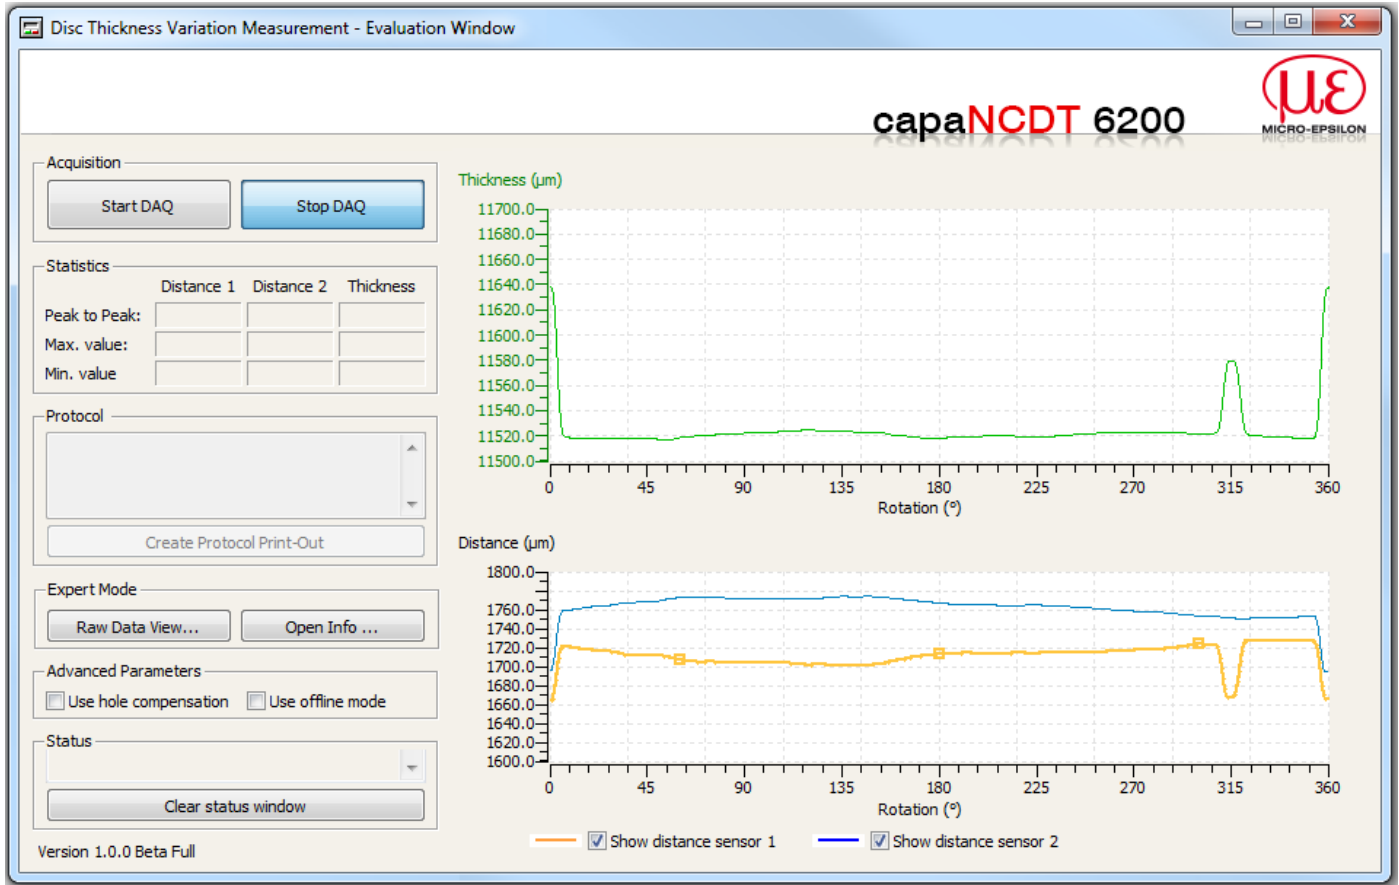 Disc Thickness Variation Measurement - Evaluation Window
capaNCDT 6200
με
MICRO-EPSILON
Acquisition
Start DAQ
Stop DAQ
Statistics
Distance 1 Distance 2 Thickness
Peak to Peak:
Max. value:
Min. value
Protocol
Create Protocol Print-Out
Expert Mode
Raw Data View...
Open Info ...
Advanced Parameters
Use hole compensation
Use offline mode
Status
Clear status window
Version 1.0.0 Beta Full
Thickness (μm)
11700.0
11680.0
11660.0
11640.0
11620.0
11600.0
11580.0
11560.0
11540.0
11520.0
11500.0
0 45 90 135 180 225 270 315 360
Rotation (°)
Distance (μm)
1800.0
1760.0
1740.0
1720.0
1700.0
1680.0
1660.0
1640.0
1620.0
1600.0
0 45 90 135 180 225 270 315 360
Rotation (°)
Show distance sensor 1
Show distance sensor 2